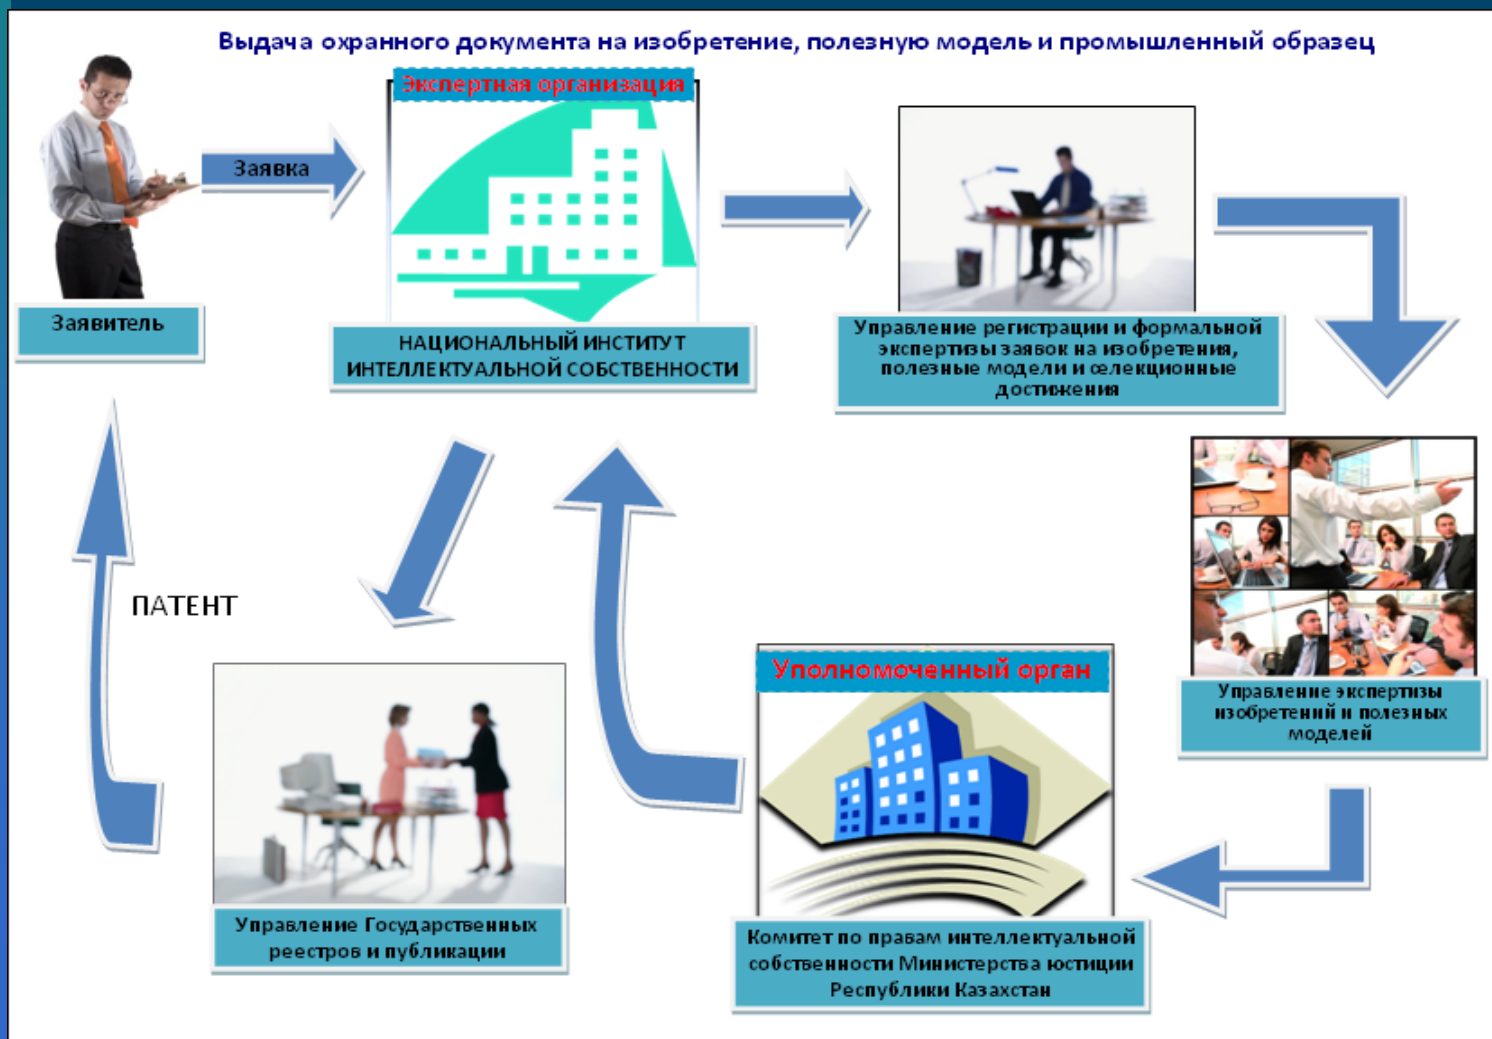 Выдача охранного документа на изобретение, полезную модель и промышленный образец
Экспертная организация
Заявка
Заявитель
НАЦИОНАЛЬНЫЙ ИНСТИТУТ
ИНТЕЛЛЕКТУАЛЬНОЙ СОБСТВЕННОСТИ
Управление регистрации и формальной
экспертизы заявок на изобретения,
полезные модели и селекционные
достижения
ПАТЕНТ
Уполномоченный орган
Управление экспертизы
изобретений и полезных
моделей
Управление Государственных
реестров и публикации
Комитет по правам интеллектуальной
собственности Министерства юстиции
Республики Казахстан